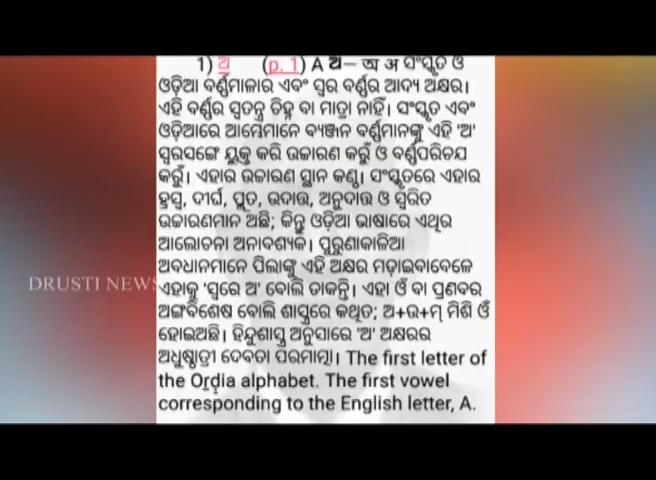 1) ଅ (p. 1) A ଅ— অ अ ସଂସ୍କୃତ ଓ
ଓଡ଼ିଆ ବର୍ଣ୍ଣମାଳାର ଏବଂ ସ୍ୱର ବର୍ଣ୍ଣର ଆଦ୍ୟ ଅକ୍ଷର।
ଏହି ବର୍ଣ୍ଣର ସ୍ୱତନ୍ତ୍ର ଚିହ୍ନ ବା ମାତ୍ରା ନାହିଁ। ସଂସ୍କୃତ ଏବଂ
ଓଡ଼ିଆରେ ଆମ୍ଭେମାନେ ବ୍ୟଞ୍ଜନ ବର୍ଣ୍ଣମାନଙ୍କୁ ଏହି 'ଅ'
ସ୍ୱରସଙ୍ଗେ ଯୁକ୍ତ କରି ଉଚ୍ଚାରଣ କରୁଁ ଓ ବର୍ଣ୍ଣପରିଚୟ
କରୁଁ। ଏହାର ଉଚ୍ଚାରଣ ସ୍ଥାନ କଣ୍ଠ। ସଂସ୍କୃତରେ ଏହାର
ହ୍ରସ୍ୱ, ଦୀର୍ଘ, ପ୍ଳୁତ, ଉଦାତ୍ତ, ଅନୁଦାତ୍ତ ଓ ସ୍ୱରିତ
ଉଚ୍ଚାରଣମାନ ଅଛି; କିନ୍ତୁ ଓଡ଼ିଆ ଭାଷାରେ ଏଥିର
ଆଲୋଚନା ଅନାବଶ୍ୟକ। ପୁରୁଣାକାଳିଆ
ଅବଧାନମାନେ ପିଲାଙ୍କୁ ଏହି ଅକ୍ଷର ମଡ଼ାଇବାବେଳେ
DRUSTI NEWS ଏହାକୁ 'ସ୍ୱରେ ଅ' ବୋଲି ଡାକନ୍ତି। ଏହା ଓଁ ବା ପ୍ରଣବର
ଅଙ୍ଗବିଶେଷ ବୋଲି ଶାସ୍ତ୍ରରେ କଥିତ; ଅ+ଉ+ମ୍ ମିଶି ଓଁ
ହୋଇଅଛି। ହିନ୍ଦୁଶାସ୍ତ୍ର ଅନୁସାରେ 'ଅ' ଅକ୍ଷରର
ଅଧିଷ୍ଠାତ୍ରୀ ଦେବତା ପରମାତ୍ମା। The first letter of
the Oṟḍia alphabet. The first vowel
corresponding to the English letter, A.